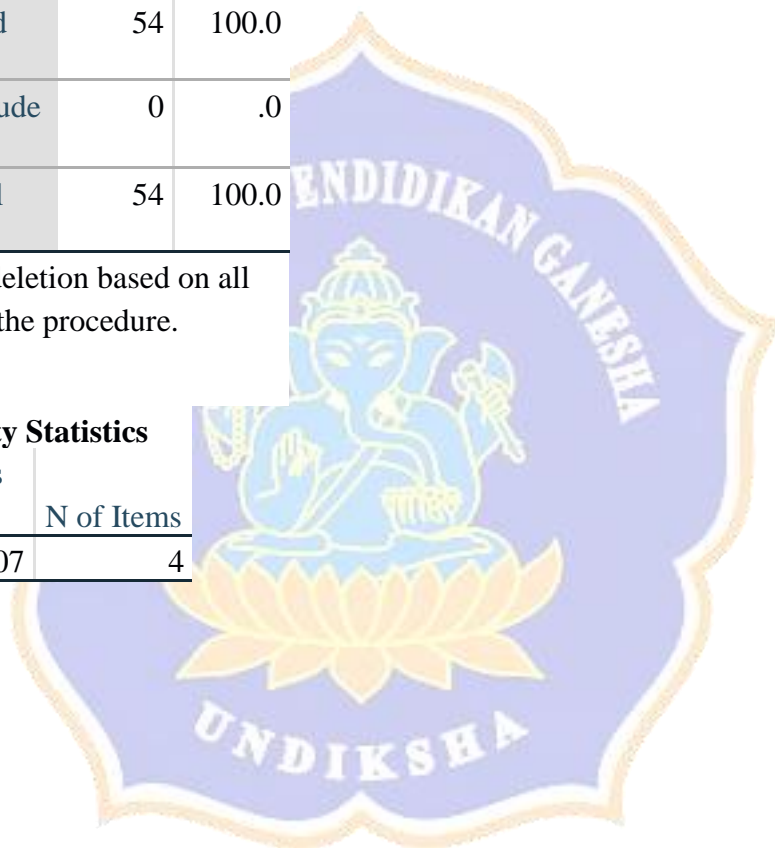 d 54 100.0
ude 0 .0
l 54 100.0
eletion based on all
the procedure.
ty Statistics
s
N of Items
07 4
ENDIDIKAN GANESHA
UNDIKSHA